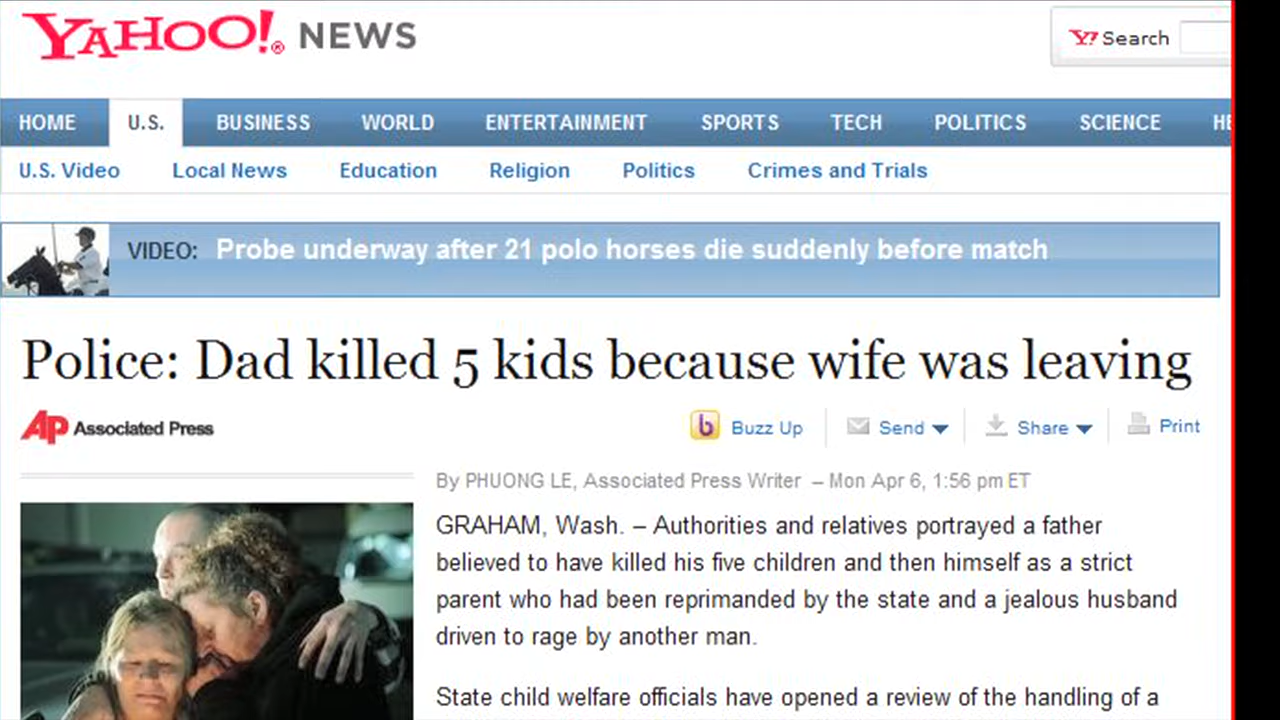 YAHOO!® NEWS
Y! Search
HOME U.S. BUSINESS WORLD ENTERTAINMENT SPORTS TECH POLITICS SCIENCE
U.S. Video Local News Education Religion Politics Crimes and Trials
VIDEO: Probe underway after 21 polo horses die suddenly before match
Police: Dad killed 5 kids because wife was leaving
AP Associated Press
b Buzz Up Send Share Print
By PHUONG LE, Associated Press Writer – Mon Apr 6, 1:56 pm ET
GRAHAM, Wash. – Authorities and relatives portrayed a father
believed to have killed his five children and then himself as a strict
parent who had been reprimanded by the state and a jealous husband
driven to rage by another man.
State child welfare officials have opened a review of the handling of a